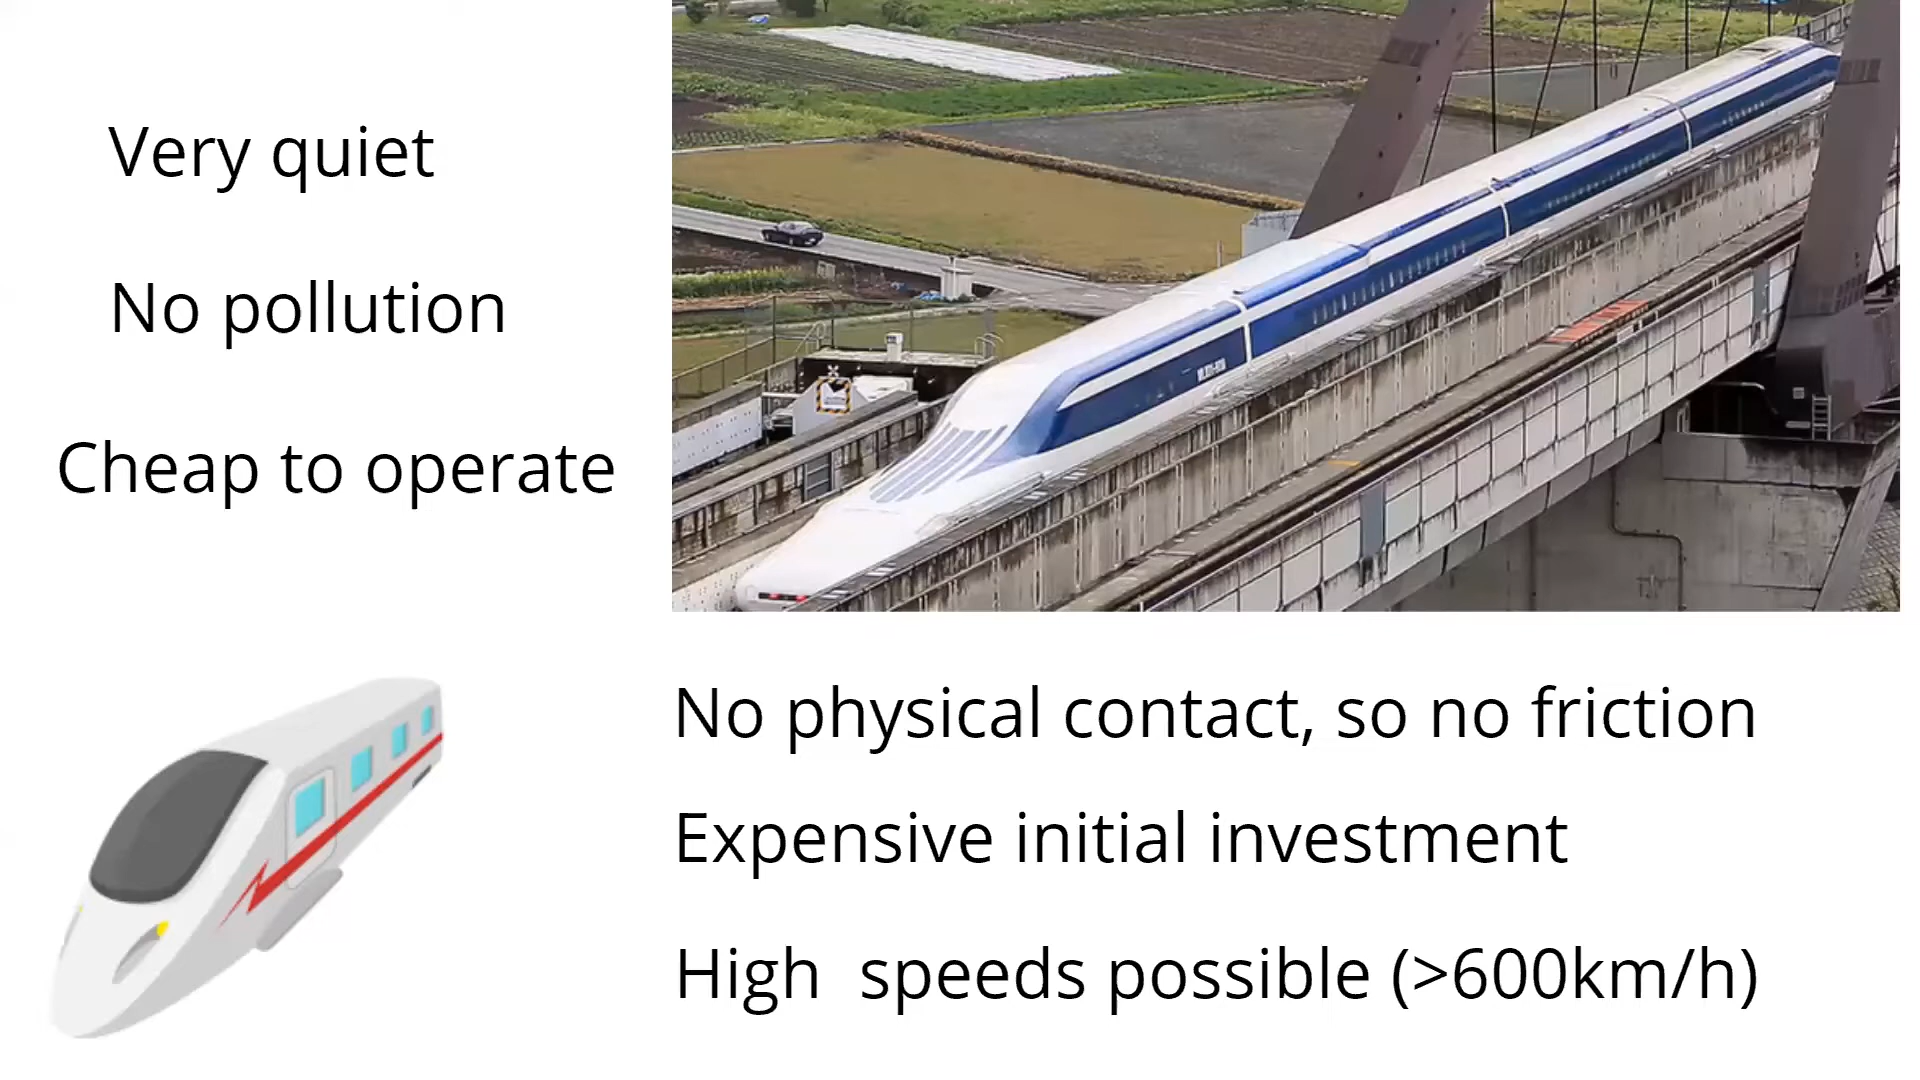 Very quiet
No pollution
Cheap to operate
No physical contact, so no friction
Expensive initial investment
High  speeds possible (>600km/h)